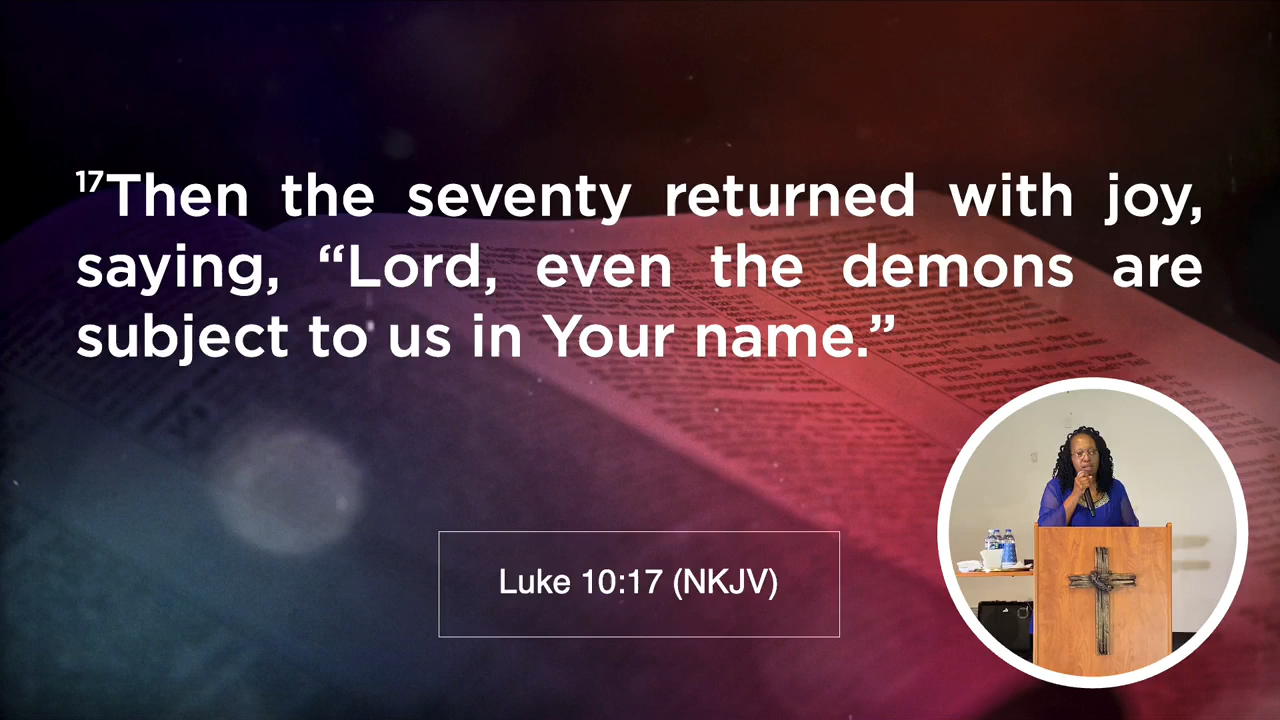 17Then the seventy returned with joy,
saying, “Lord, even the demons are
subject to us in Your name.”
Luke 10:17 (NKJV)